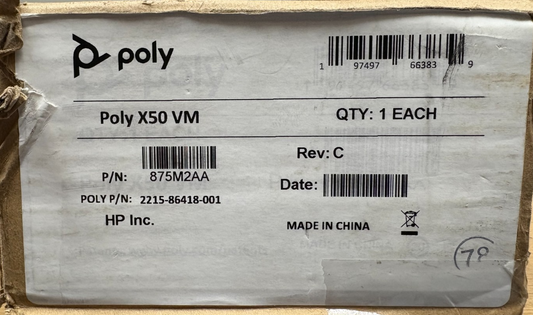 poly
1 97497 66383 9
Poly X50 VM
QTY: 1 EACH
Rev: C
P/N: 875M2AA
Date:
POLY P/N: 2215-86418-001
HP Inc.
MADE IN CHINA
78